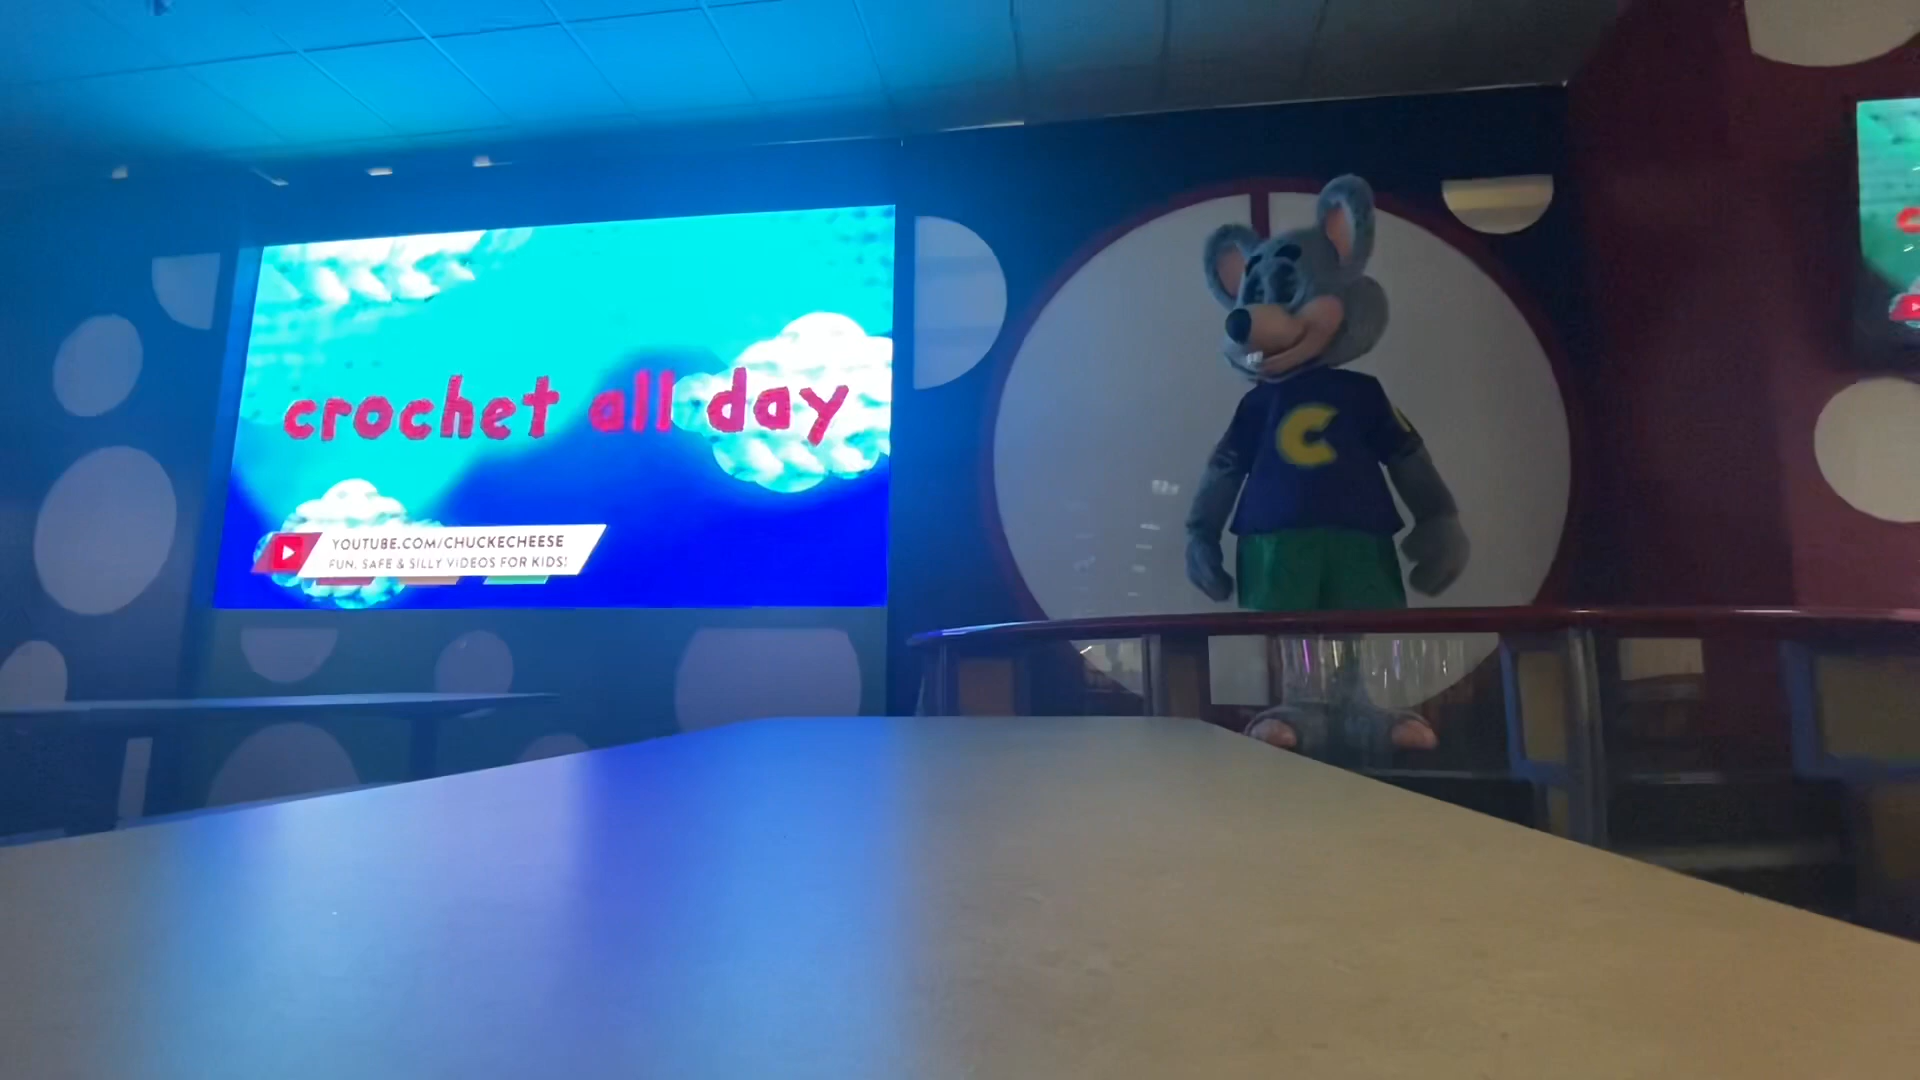 crochet all day
YOUTUBE.COM/CHUCKECHEESE
FUN, SAFE & SILLY VIDEOS FOR KIDS!
C